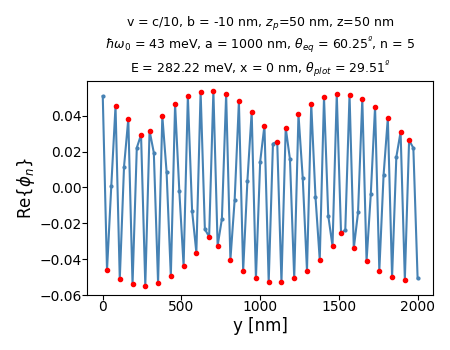 v = c/10, b = -10 nm, z_p=50 nm, z=50 nm
ℏω₀ = 43 meV, a = 1000 nm, θ_eq = 60.25°, n = 5
E = 282.22 meV, x = 0 nm, θ_plot = 29.51°
Re{ϕₙ}
0.04
0.02
0.00
−0.02
−0.04
−0.06
0 500 1000 1500 2000
y [nm]